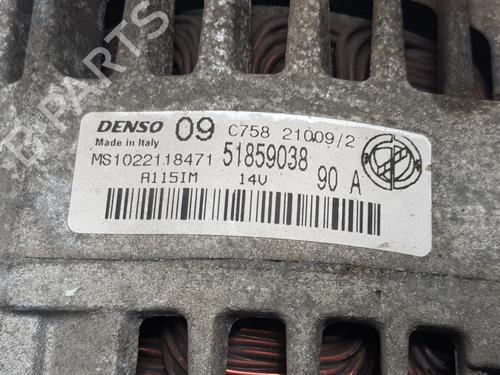 B-PARTS
DENSO 09 C758 21009/2
Made in Italy
MS1022118471 51859038
A115IM 14V 90 A